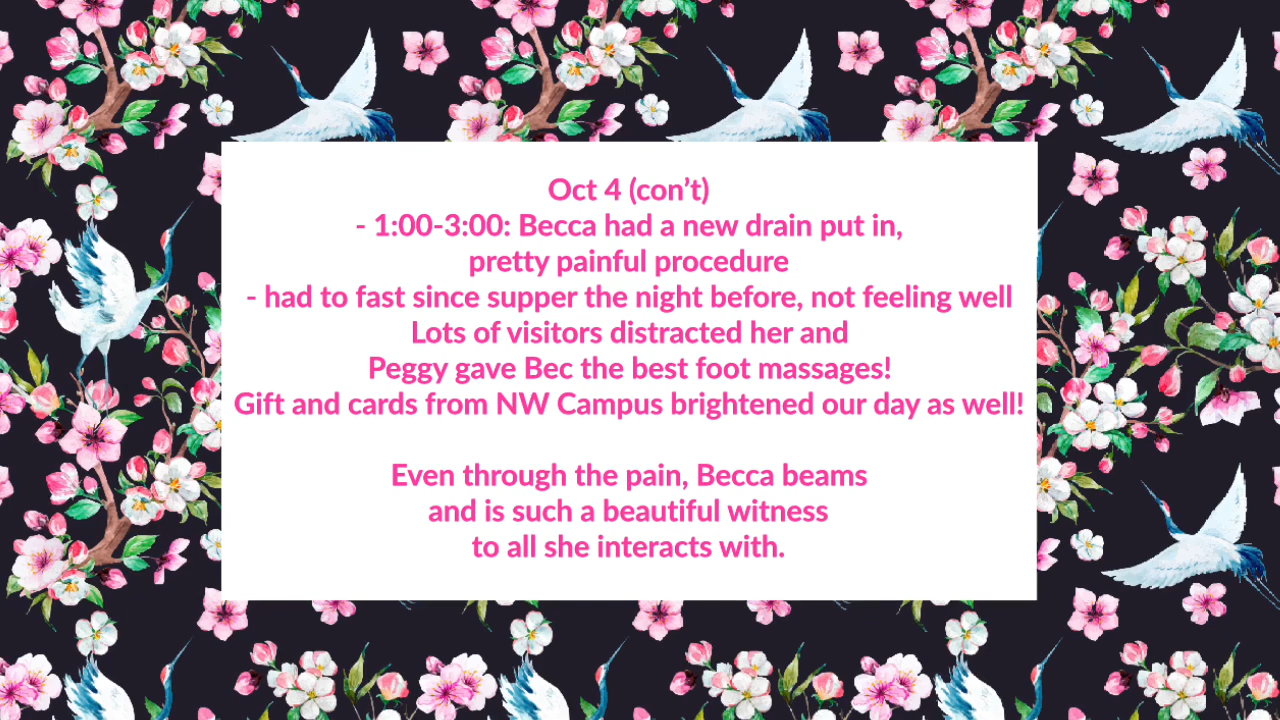 Oct 4 (con’t)
- 1:00-3:00: Becca had a new drain put in,
pretty painful procedure
- had to fast since supper the night before, not feeling well
Lots of visitors distracted her and
Peggy gave Bec the best foot massages!
Gift and cards from NW Campus brightened our day as well!
Even through the pain, Becca beams
and is such a beautiful witness
to all she interacts with.